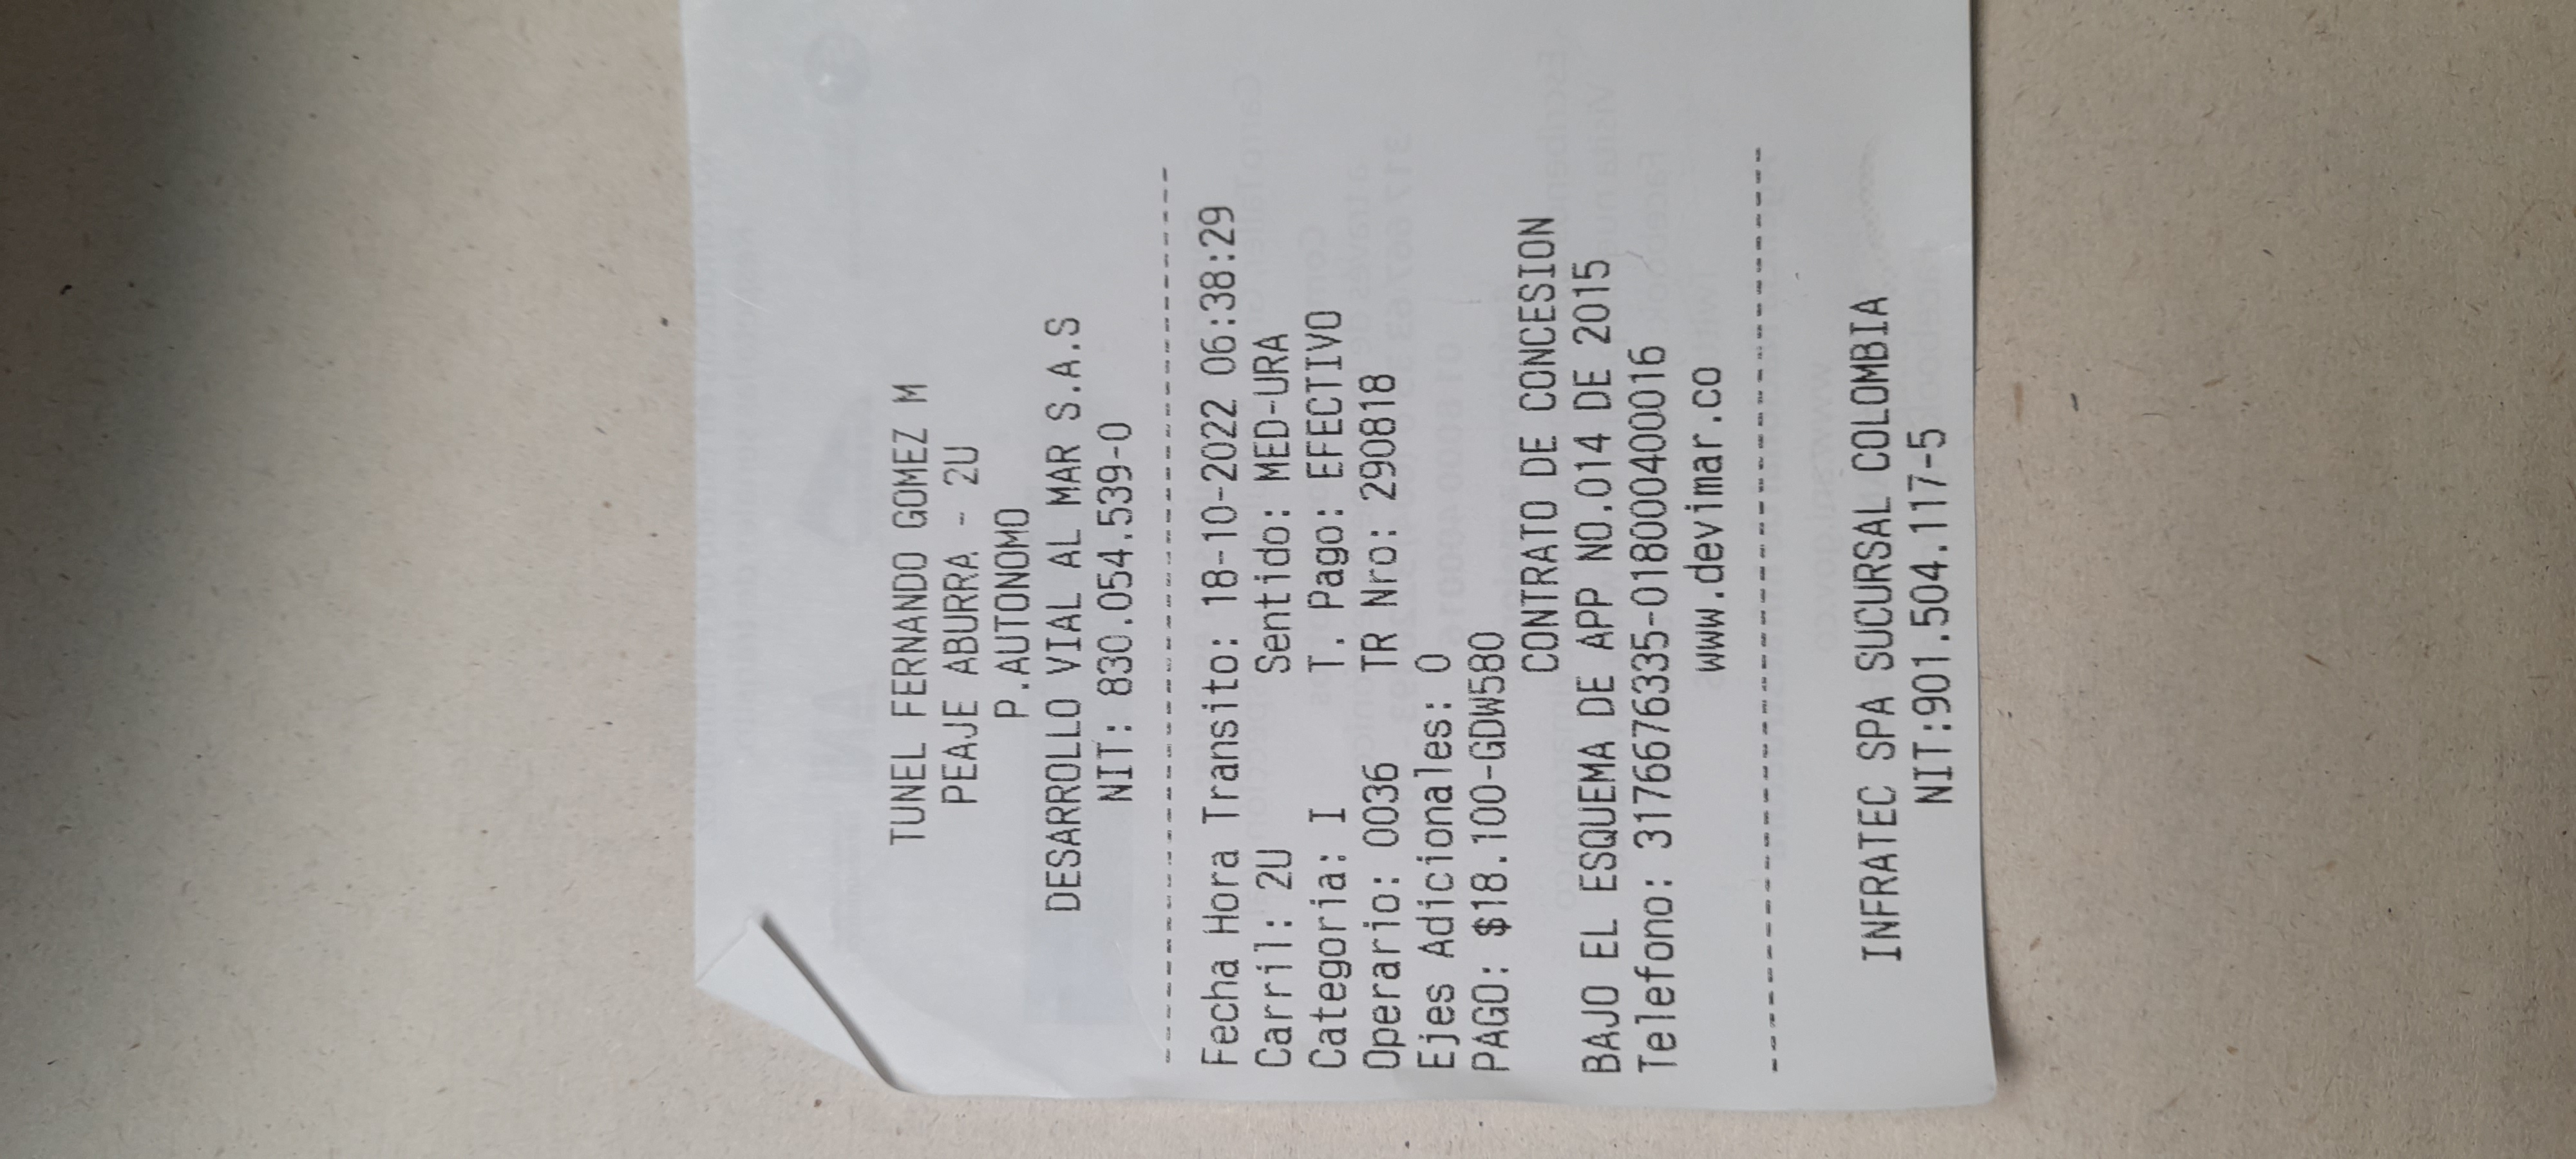 TUNEL FERNANDO GOMEZ M
PEAJE ABURRA - 2U
P.AUTONOMO
DESARROLLO VIAL AL MAR S.A.S
NIT: 830.054.539-0
Fecha Hora Transito: 18-10-2022 06:38:29
Carril: 2U Sentido: MED-URA
Categoria: I T. Pago: EFECTIVO
Operario: 0036 TR Nro: 290818
Ejes Adicionales: 0
PAGO: $18.100-GDW580
CONTRATO DE CONCESION
BAJO EL ESQUEMA DE APP NO.014 DE 2015
Telefono: 3176676335-018000400016
www.devimar.co
INFRATEC SPA SUCURSAL COLOMBIA
NIT:901.504.117-5